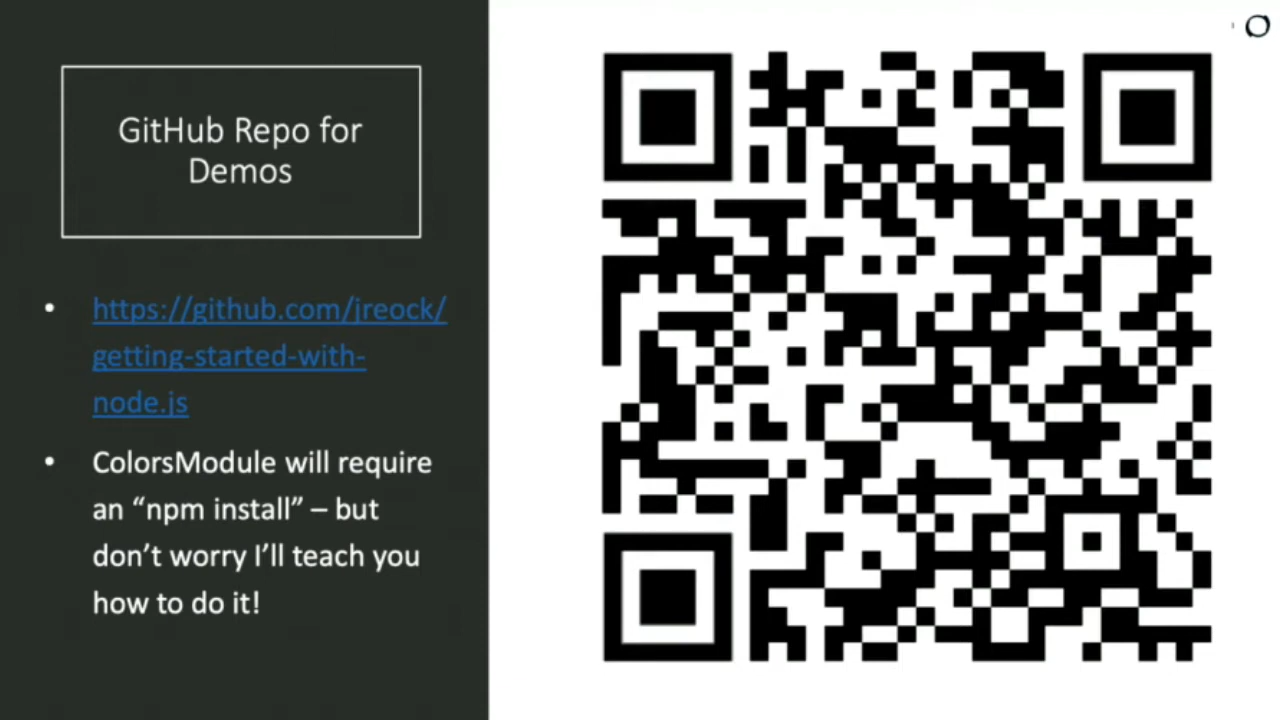 GitHub Repo for
Demos
• https://github.com/jreock/
getting-started-with-
node.js
• ColorsModule will require
an “npm install” – but
don’t worry I’ll teach you
how to do it!